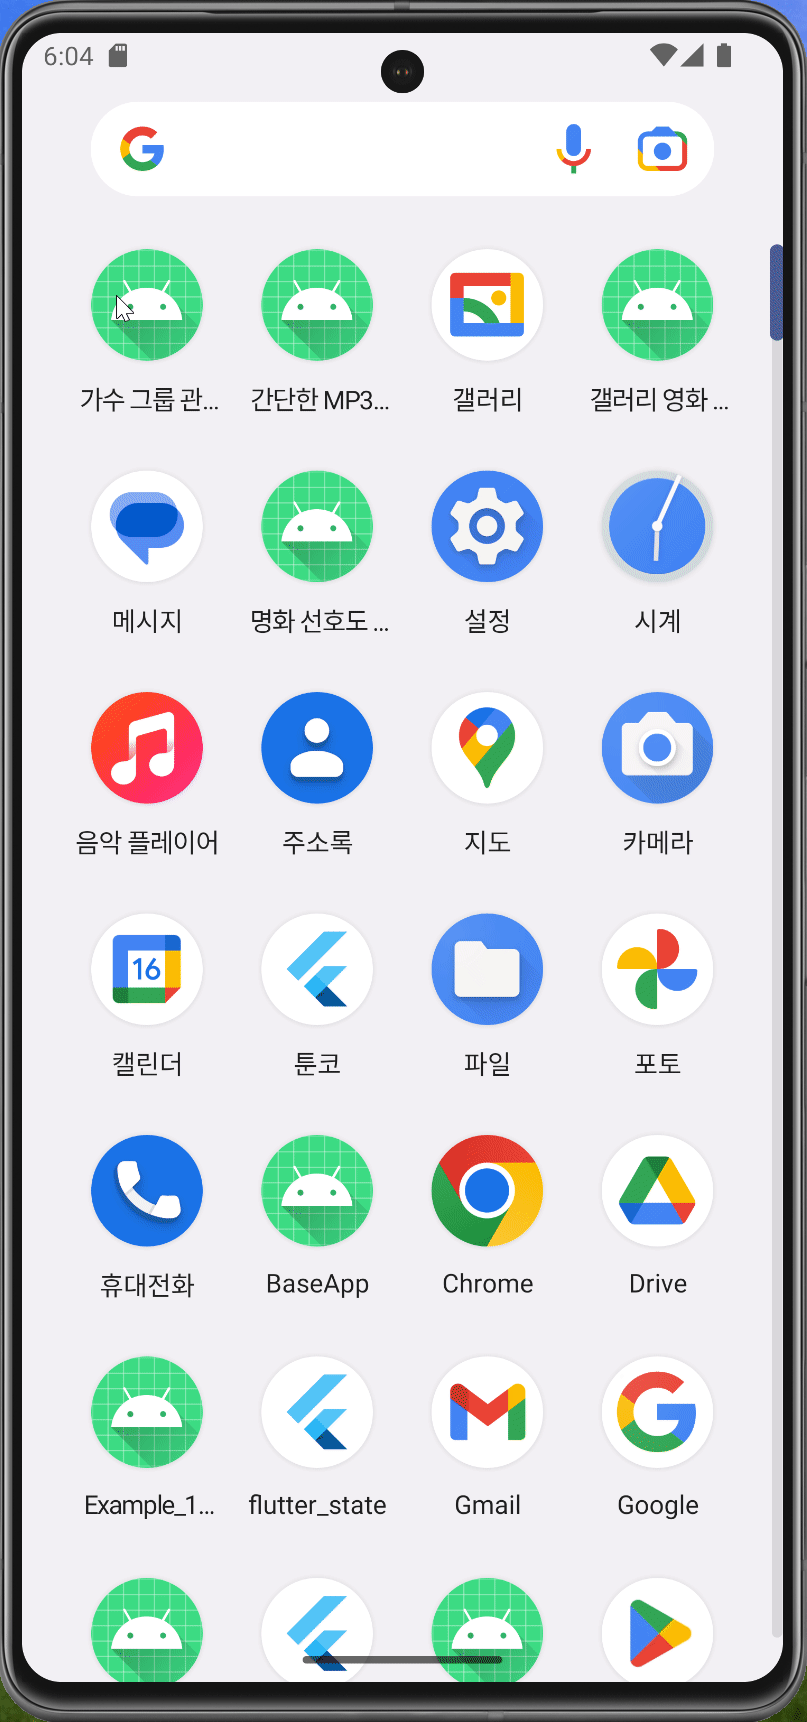 6:04
가수 그룹 관...
간단한 MP3...
갤러리
갤러리 영화 ...
메시지
명화 선호도 ...
설정
시계
음악 플레이어
주소록
지도
카메라
16
캘린더
툰코
파일
포토
휴대전화
BaseApp
Chrome
Drive
Example_1...
flutter_state
Gmail
Google